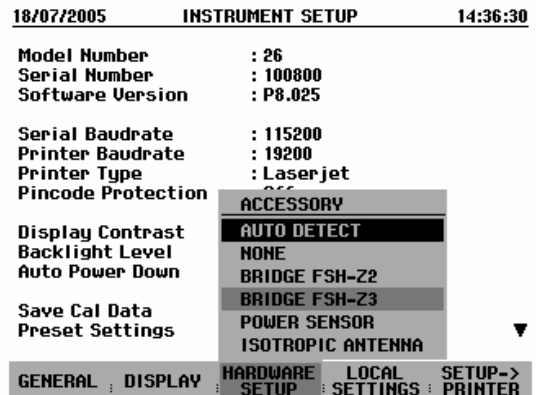 18/07/2005 INSTRUMENT SETUP 14:36:30
Model Number : 26
Serial Number : 100800
Software Version : P8.025
Serial Baudrate : 115200
Printer Baudrate : 19200
Printer Type : Laserjet
Pincode Protection
Display Contrast
Backlight Level
Auto Power Down
Save Cal Data
Preset Settings
ACCESSORY
AUTO DETECT
NONE
BRIDGE FSH-Z2
BRIDGE FSH-Z3
POWER SENSOR
ISOTROPIC ANTENNA
GENERAL DISPLAY HARDWARE SETUP LOCAL SETTINGS SETUP-> PRINTER